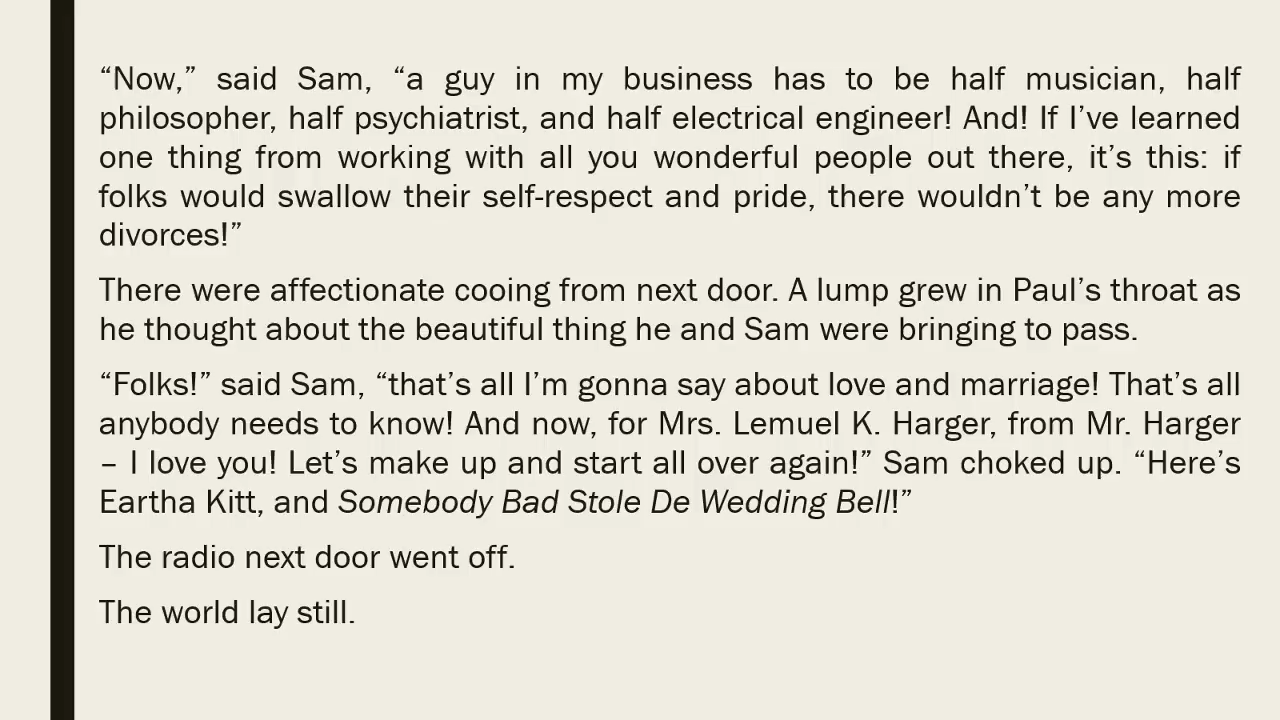 “Now,” said Sam, “a guy in my business has to be half musician, half
philosopher, half psychiatrist, and half electrical engineer! And! If I’ve learned
one thing from working with all you wonderful people out there, it’s this: if
folks would swallow their self-respect and pride, there wouldn’t be any more
divorces!”
There were affectionate cooing from next door. A lump grew in Paul’s throat as
he thought about the beautiful thing he and Sam were bringing to pass.
“Folks!” said Sam, “that’s all I’m gonna say about love and marriage! That’s all
anybody needs to know! And now, for Mrs. Lemuel K. Harger, from Mr. Harger
– I love you! Let’s make up and start all over again!” Sam choked up. “Here’s
Eartha Kitt, and Somebody Bad Stole De Wedding Bell!”
The radio next door went off.
The world lay still.